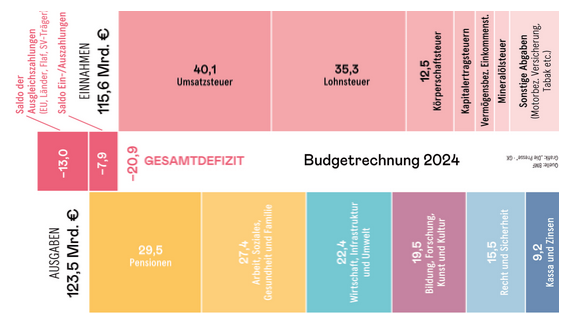 Saldo der
Ausgleichszahlungen
(EU, Länder, Flaf, SV-Träger)
Saldo Ein-/Auszahlungen
EINNAHMEN
115,6 Mrd. €
40,1
Umsatzsteuer
35,3
Lohnsteuer
12,5
Körperschaftsteuer
Kapitalertragsteuern
Vermögensbez. Einkommenst.
Mineralölsteuer
Sonstige Abgaben
(Motorbez. Versicherung,
Tabak etc.)
–13,0
–7,9
–20,9
GESAMTDEFIZIT
Budgetrechnung 2024
Quelle: BMF
Grafik: „Die Presse“ · GK
AUSGABEN
123,5 Mrd. €
29,5
Pensionen
27,4
Arbeit, Soziales,
Gesundheit und Familie
22,4
Wirtschaft, Infrastruktur
und Umwelt
19,5
Bildung, Forschung,
Kunst und Kultur
15,5
Recht und Sicherheit
9,2
Kassa und Zinsen